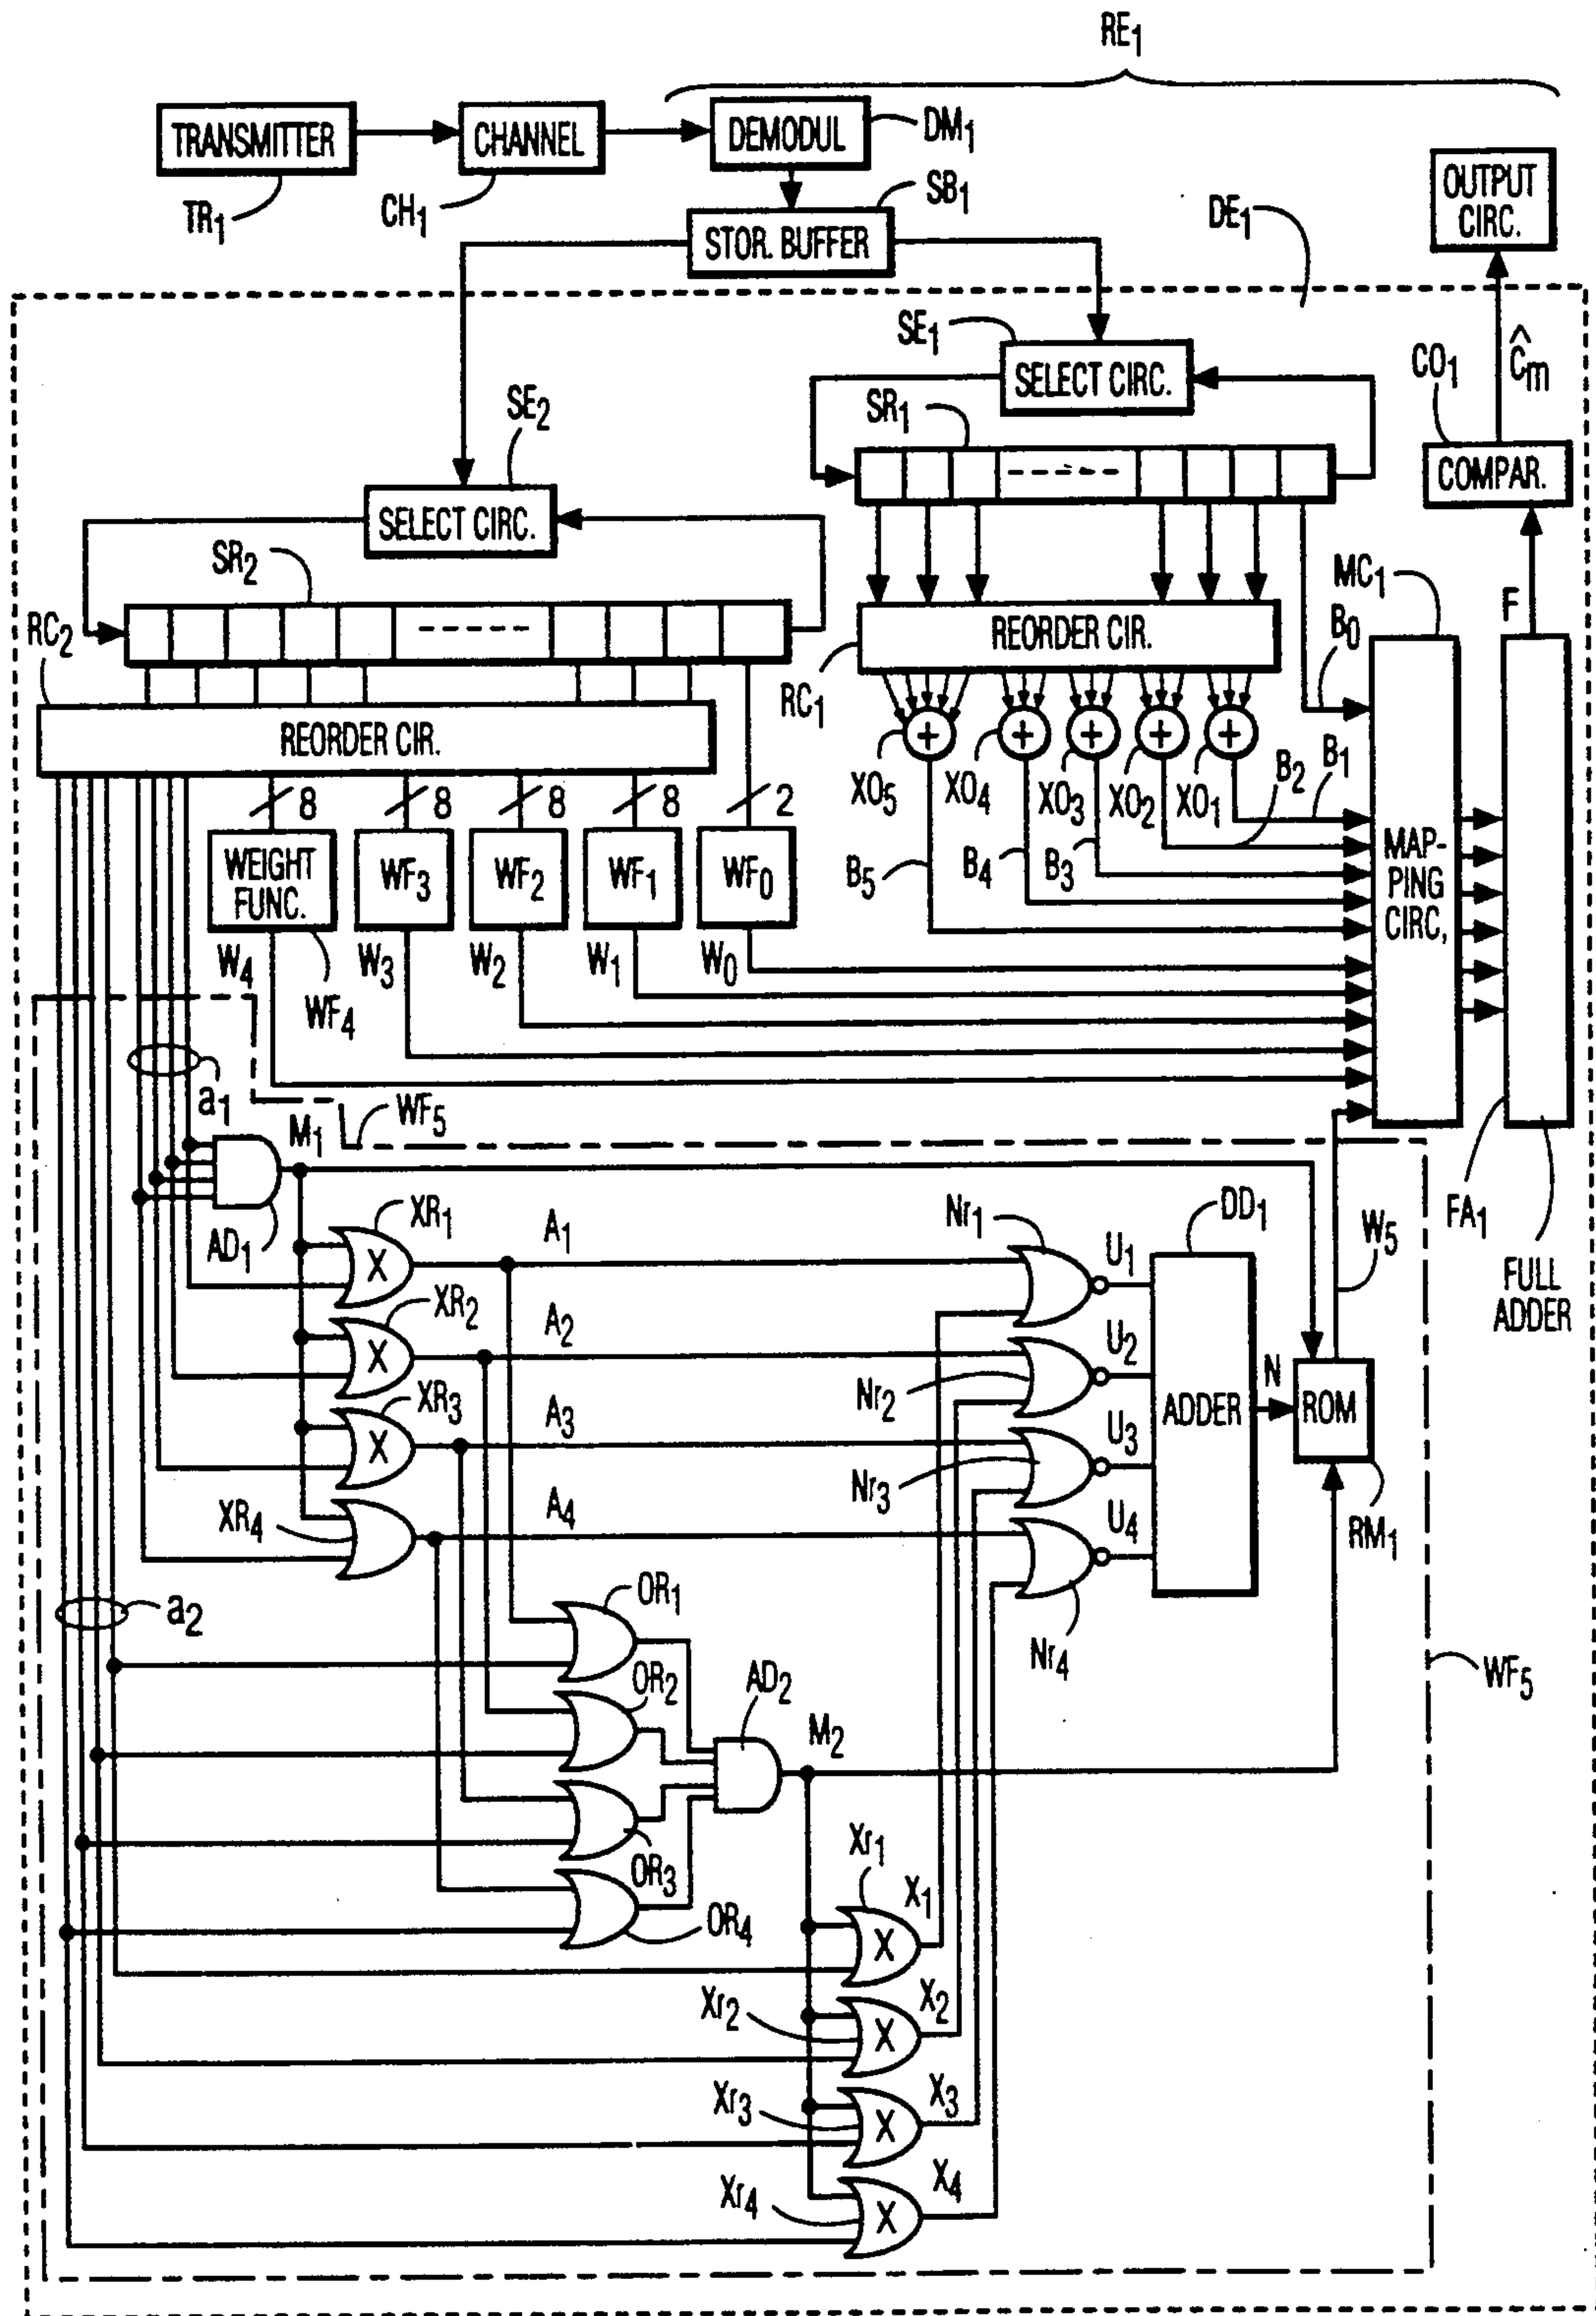 RE1
TRANSMITTER
CHANNEL
DEMODUL
DM1
TR1
CH1
SB1
STOR. BUFFER
DE1
OUTPUT
CIRC.
SE1
SELECT CIRC.
CO1
Ĉm
SE2
SR1
COMPAR.
SELECT CIRC.
SR2
MC1
F
RC2
REORDER CIR.
B0
RC1
REORDER CIR.
+ + + + +
XO5 XO4 XO3 XO2 XO1
B2 B1
8 8 8 8 2
WEIGHT
FUNC.
WF3 WF2 WF1 WF0
B5 B4 B3
MAP-
PING
CIRC,
W4 W3 W2 W1 W0
WF4
a1
WF5
M1
AD1
XR1
A1
Nr1
DD1
W5
FA1
X
U1
FULL
ADDER
XR2
A2
X
U2
Nr2
XR3
A3
N
ADDER
ROM
X
U3
Nr3
XR4
A4
U4
RM1
a2
OR1
Nr4
WF5
OR2
AD2
M2
OR3
Xr1
X1
OR4
X
Xr2
X2
X
Xr3
X3
X
Xr4
X4
X